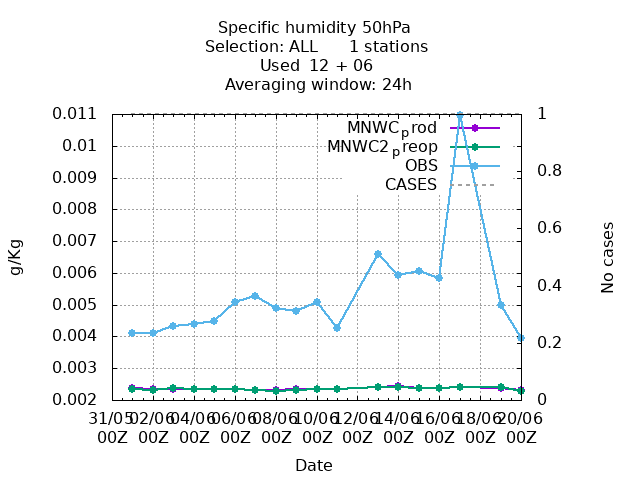 Specific humidity 50hPa
Selection: ALL 1 stations
Used 12 + 06
Averaging window: 24h
0.011
0.01
0.009
0.008
0.007
0.006
0.005
0.004
0.003
0.002
1
0.8
0.6
0.4
0.2
0
g/Kg
No cases
MNWCprod
MNWC2preop
OBS
CASES
31/05 02/06 04/06 06/06 08/06 10/06 12/06 14/06 16/06 18/06 20/06
00Z 00Z 00Z 00Z 00Z 00Z 00Z 00Z 00Z 00Z 00Z
Date